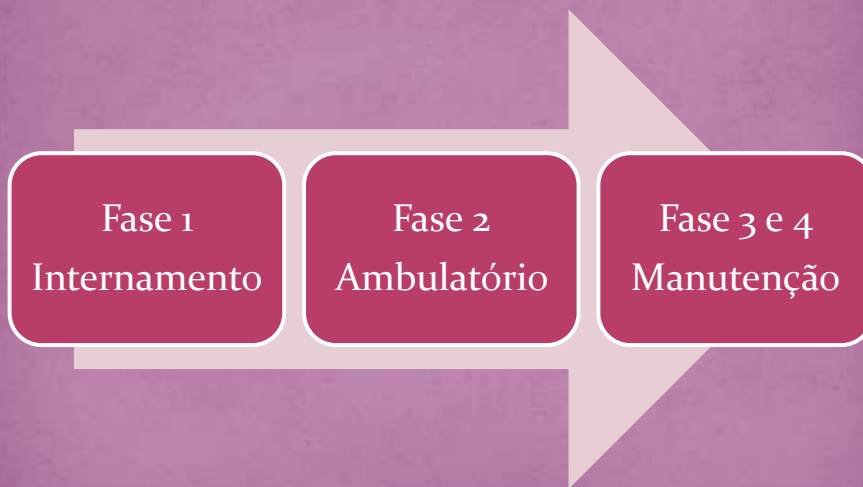 Fase 1
Internamento
Fase 2
Ambulatório
Fase 3 e 4
Manutenção